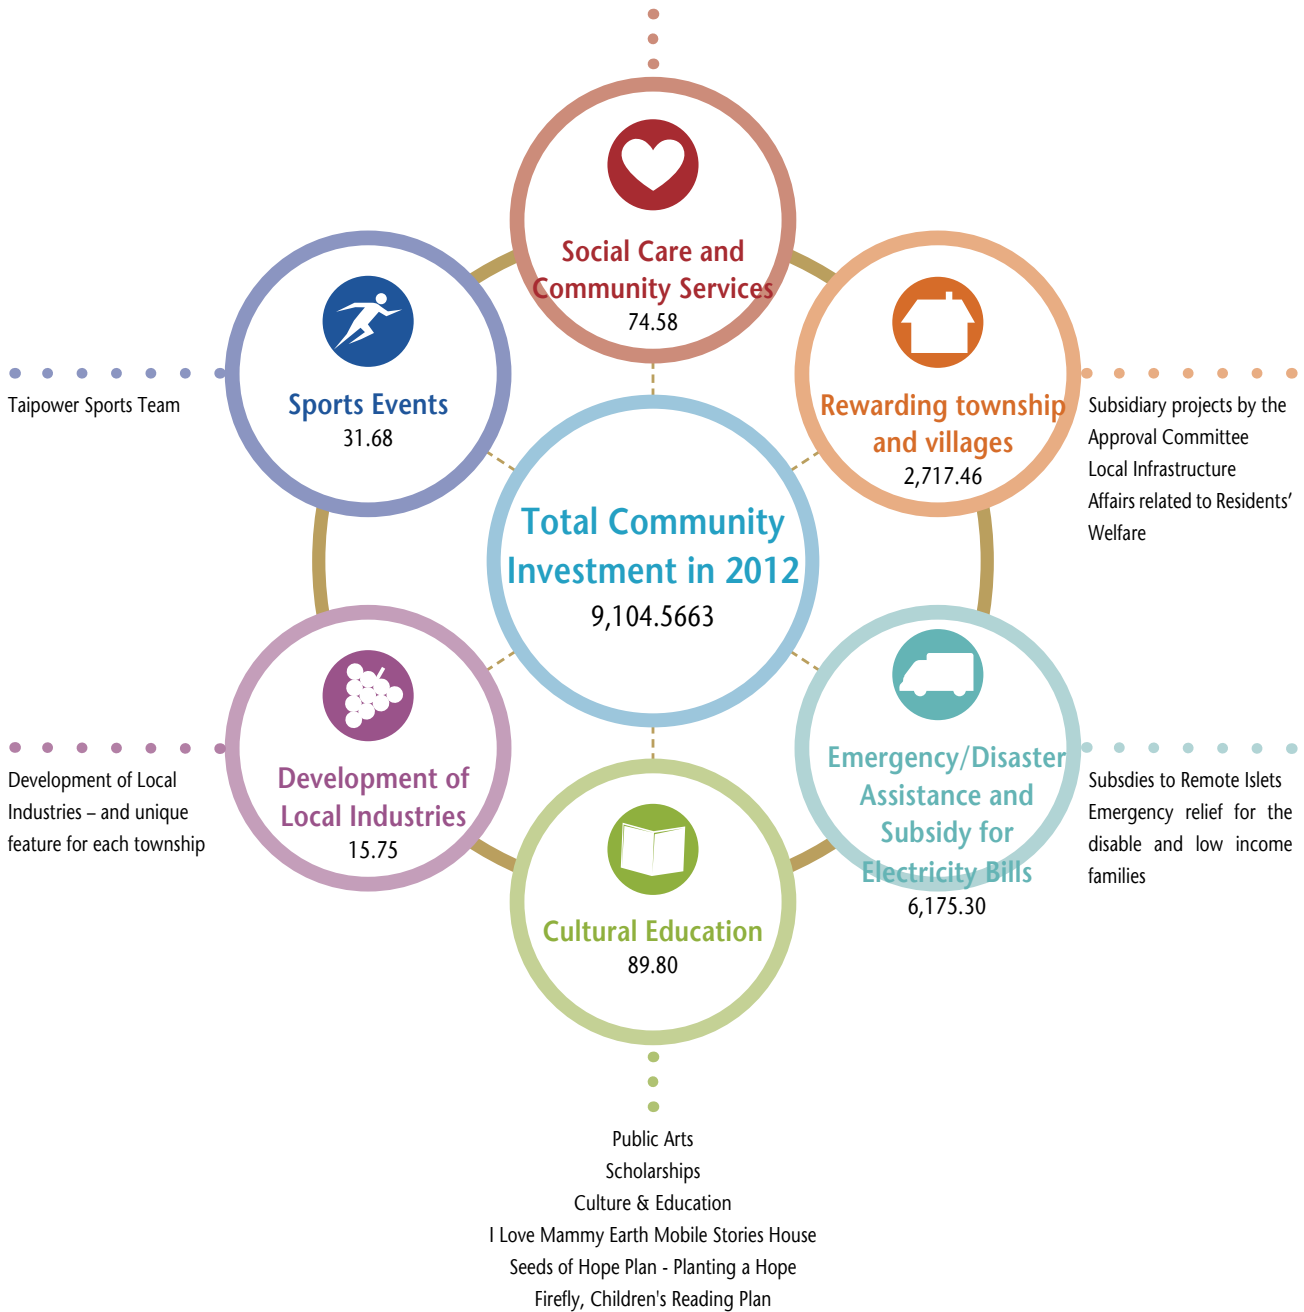 Social Care and
Community Services
74.58
Sports Events
31.68
Taipower Sports Team
Rewarding township
and villages
2,717.46
Subsidiary projects by the
Approval Committee
Local Infrastructure
Affairs related to Residents’
Welfare
Total Community
Investment in 2012
9,104.5663
Development of
Local Industries
15.75
Development of Local
Industries – and unique
feature for each township
Emergency/Disaster
Assistance and
Subsidy for
Electricity Bills
6,175.30
Subsdies to Remote Islets
Emergency relief for the
disable and low income
families
Cultural Education
89.80
Public Arts
Scholarships
Culture & Education
I Love Mammy Earth Mobile Stories House
Seeds of Hope Plan - Planting a Hope
Firefly, Children's Reading Plan